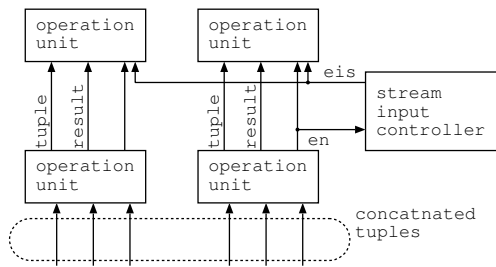 operation
unit
operation
unit
eis
stream
input
controller
tuple
result
tuple
result
en
operation
unit
operation
unit
concatnated
tuples